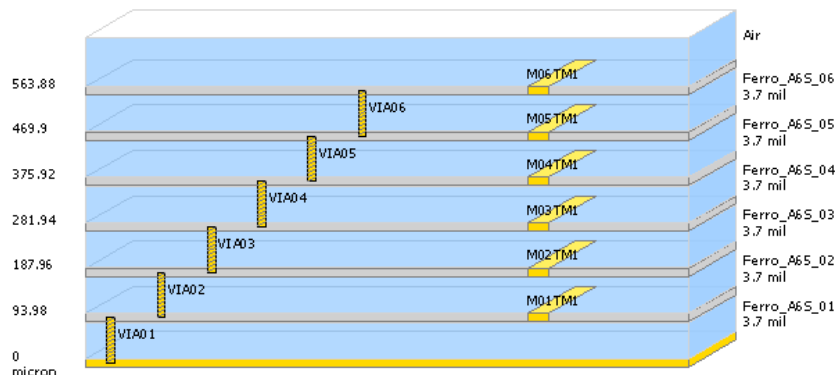 Air
563.88
M06TM1
Ferro_A6S_06
3.7 mil
VIA06
469.9
M05TM1
Ferro_A6S_05
3.7 mil
VIA05
375.92
M04TM1
Ferro_A6S_04
3.7 mil
VIA04
281.94
M03TM1
Ferro_A6S_03
3.7 mil
VIA03
187.96
M02TM1
Ferro_A6S_02
3.7 mil
VIA02
93.98
M01TM1
Ferro_A6S_01
3.7 mil
VIA01
0
micron